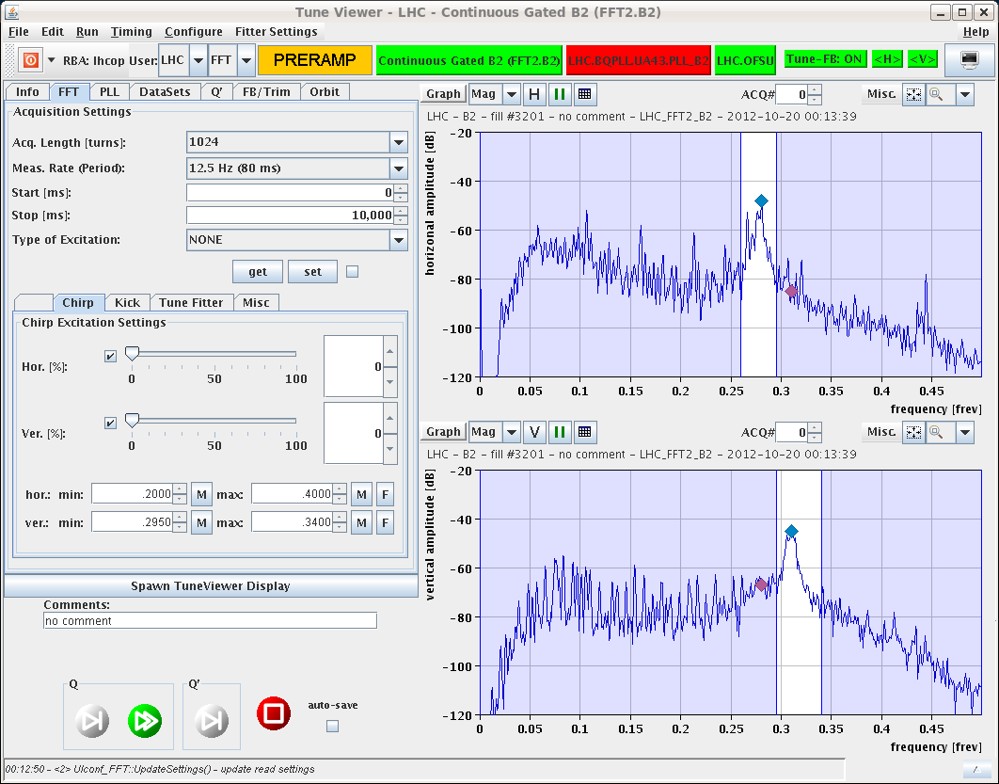 Tune Viewer - LHC - Continuous Gated B2 (FFT2.B2)
File Edit Run Timing Configure Fitter Settings Help
RBA: lhcop User: LHC FFT PRERAMP Continuous Gated B2 (FFT2.B2) LHC.BQPLL.UA43.PLL_B2 LHC.OFSU Tune-FB: ON <H> <V>
Info FFT PLL DataSets Q' FB/Trim Orbit
Acquisition Settings
Acq. Length [turns]: 1024
Meas. Rate (Period): 12.5 Hz (80 ms)
Start [ms]: 0
Stop [ms]: 10,000
Type of Excitation: NONE
get set
Chirp Kick Tune Fitter Misc
Chirp Excitation Settings
Hor. [%]: 0
0 50 100
Ver. [%]: 0
0 50 100
hor.: min: .2000 M max: .4000 M F
ver.: min: .2950 M max: .3400 M F
Spawn TuneViewer Display
Comments:
no comment
Q Q'
auto-save
00:12:50 - <2> UIconf_FFT::UpdateSettings() - update read settings
Graph Mag H ACQ# 0 Misc.
LHC - B2 - fill #3201 - no comment - LHC_FFT2_B2 - 2012-10-20 00:13:39
horizonal amplitude [dB]
-20
-40
-60
-80
-100
-120
0 0.05 0.1 0.15 0.2 0.25 0.3 0.35 0.4 0.45
frequency [frev]
Graph Mag V ACQ# 0 Misc.
LHC - B2 - fill #3201 - no comment - LHC_FFT2_B2 - 2012-10-20 00:13:39
vertical amplitude [dB]
-20
-40
-60
-80
-100
-120
0 0.05 0.1 0.15 0.2 0.25 0.3 0.35 0.4 0.45
frequency [frev]